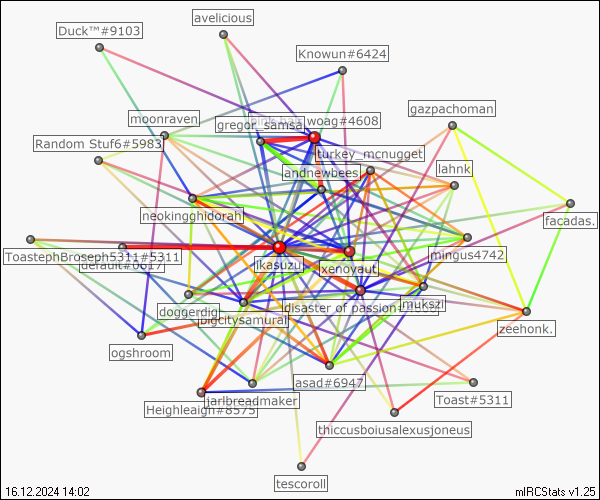 avelicious
Duck™#9103
Knowun#6424
gazpachoman
moonraven
gregor_samsa
woag#4608
Random Stuf6#5983
turkey_mcnugget
lahnk
andnewbees
neokingghidorah
facadas.
ToastephBroseph5311#5311
default#0617
ikasuzu
xenoyaut
mingus4742
doggerdig
bigcitysamurai
disaster of passion
mukszi
zeehonk.
ogshroom
asad#6947
jarlbreadmaker
Heighleaigh#8575
Toast#5311
thiccusboiusalexusjoneus
tescoroll
16.12.2024 14:02
mIRCStats v1.25